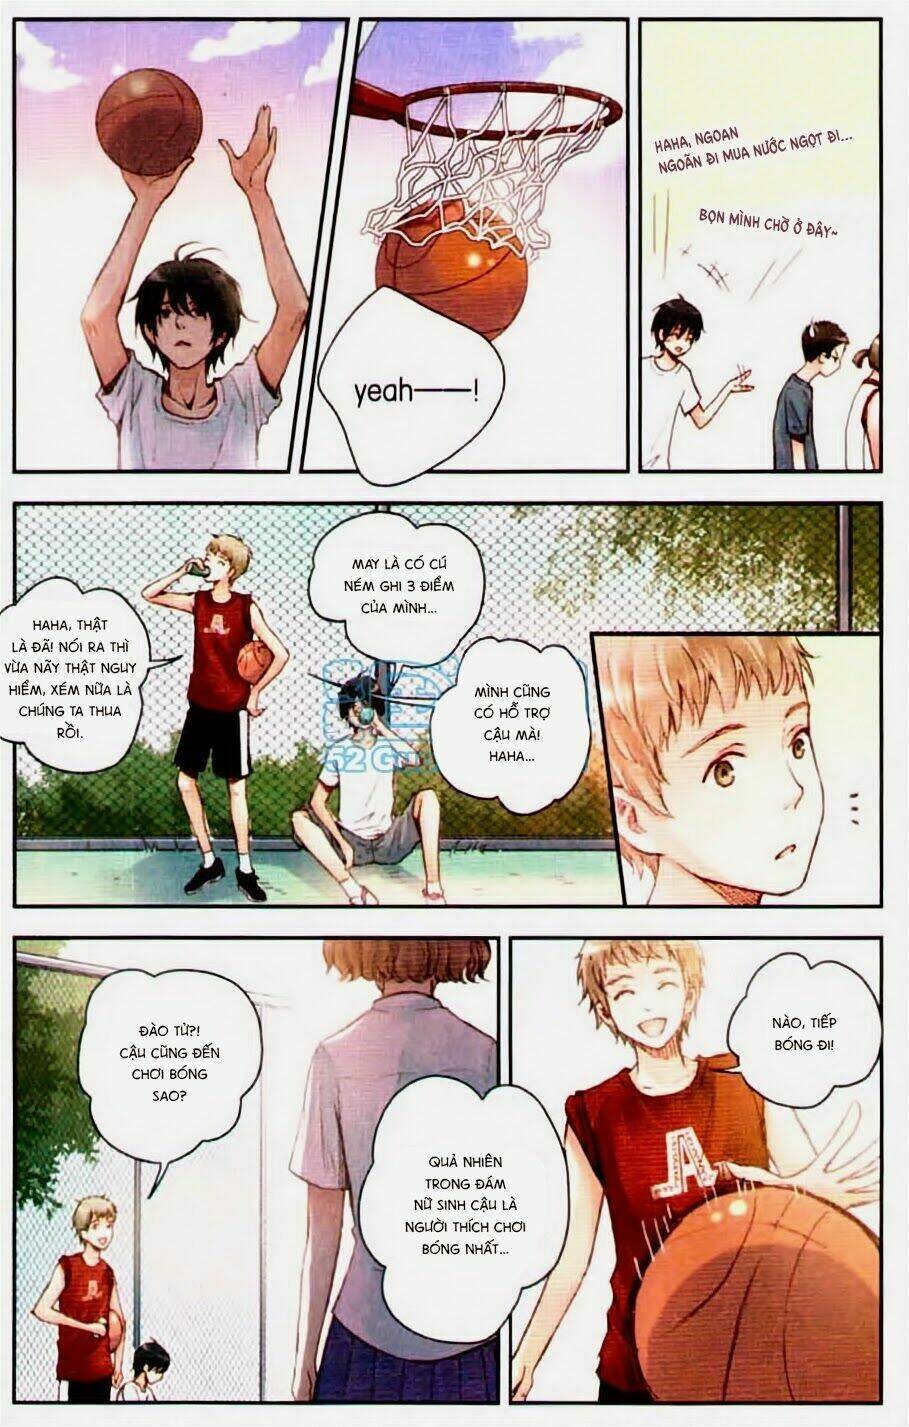 HAHA, NGOAN
NGOÃN ĐI MUA NƯỚC NGỌT ĐI...
BỌN MÌNH CHỜ Ở ĐÂY~
yeah——!
MAY LÀ CÓ CÚ
NÉM GHI 3 ĐIỂM
CỦA MÌNH...
HAHA, THẬT
LÀ ĐÃ! NÓI RA THÌ
VỪA NÃY THẬT NGUY
HIỂM, XÉM NỮA LÀ
CHÚNG TA THUA
RỒI.
MÌNH CŨNG
CÓ HỖ TRỢ
CẬU MÀ!
HAHA...
A
ĐÀO TỬ?!
CẬU CŨNG ĐẾN
CHƠI BÓNG
SAO?
QUẢ NHIÊN
TRONG ĐÁM
NỮ SINH CẬU LÀ
NGƯỜI THÍCH CHƠI
BÓNG NHẤT...
A
NÀO, TIẾP
BÓNG ĐI!
A